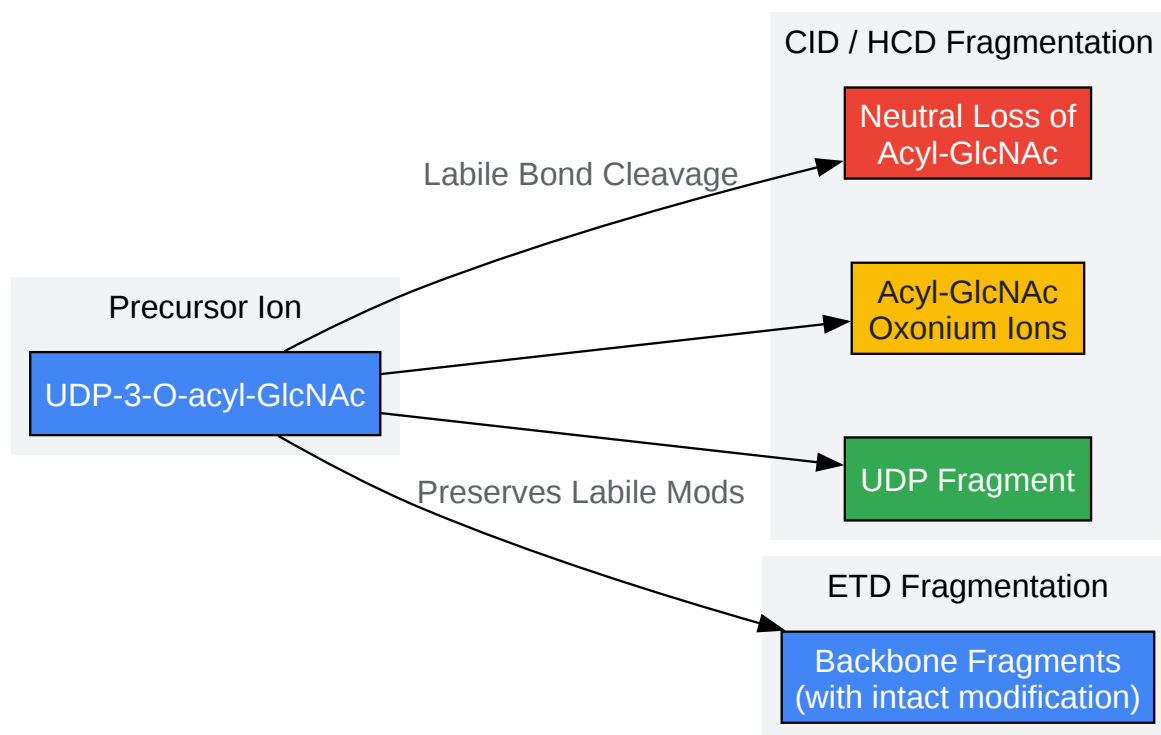 CID / HCD Fragmentation
Neutral Loss of
Acyl-GlcNAc
Labile Bond Cleavage
Acyl-GlcNAc
Oxonium Ions
Precursor Ion
UDP-3-O-acyl-GlcNAc
UDP Fragment
Preserves Labile Mods
ETD Fragmentation
Backbone Fragments
(with intact modification)